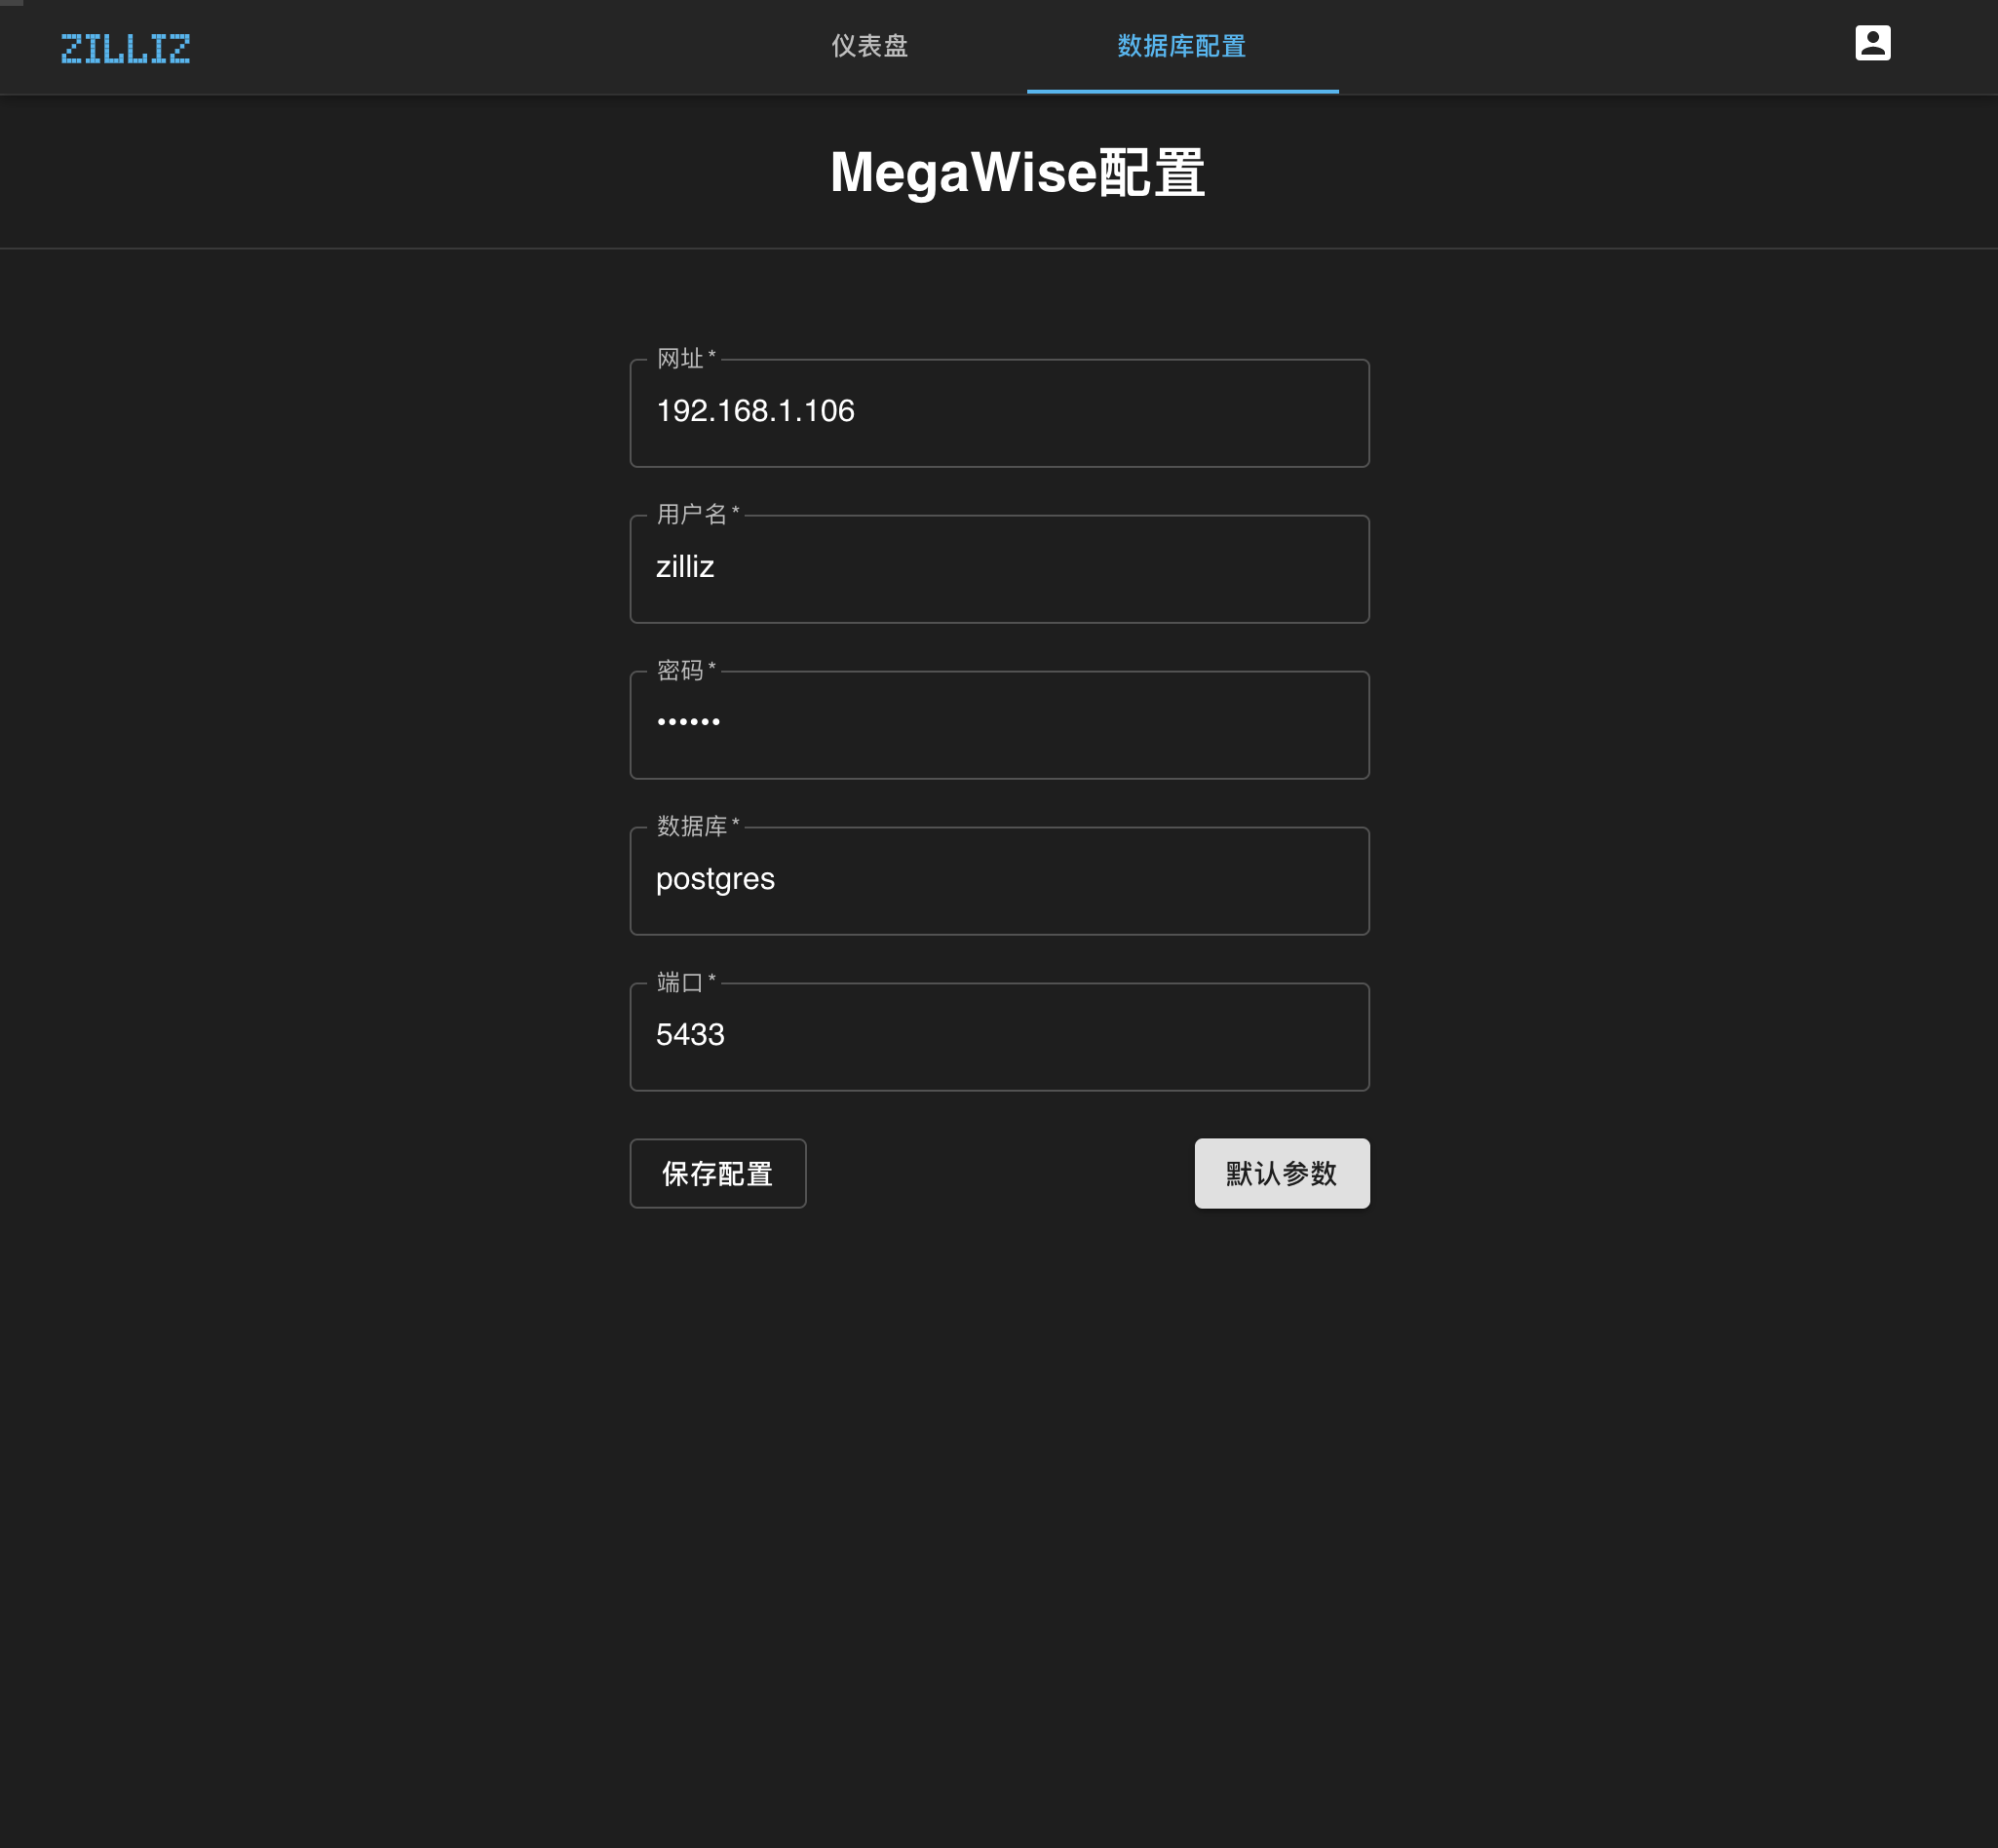 ZILLIZ
仪表盘
数据库配置
MegaWise配置
网址 *
192.168.1.106
用户名 *
zilliz
密码 *
••••••
数据库 *
postgres
端口 *
5433
保存配置
默认参数